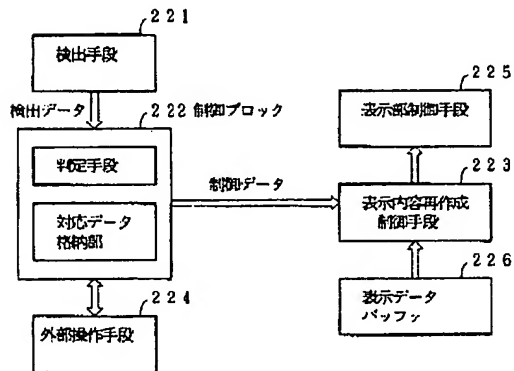 221
検出手段
検出データ
222 制御ブロック
判定手段
対応データ
格納部
224
外部操作手段
制御データ
225
表示部制御手段
223
表示内容再作成
制御手段
226
表示データ
バッファ